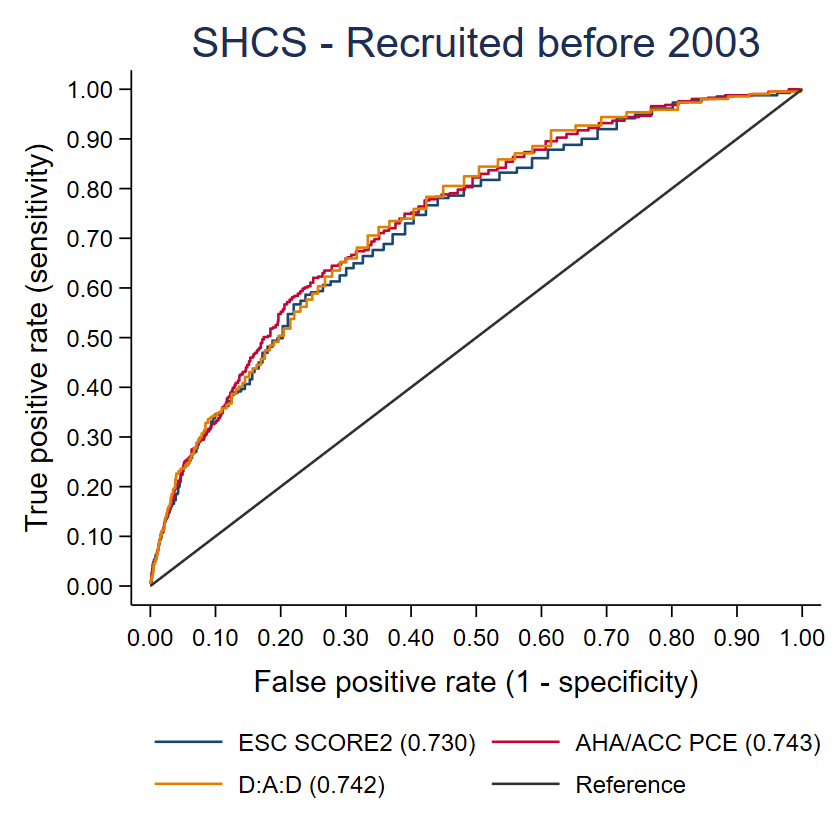 SHCS - Recruited before 2003
True positive rate (sensitivity)
1.00
0.90
0.80
0.70
0.60
0.50
0.40
0.30
0.20
0.10
0.00
0.00 0.10 0.20 0.30 0.40 0.50 0.60 0.70 0.80 0.90 1.00
False positive rate (1 - specificity)
ESC SCORE2 (0.730) AHA/ACC PCE (0.743)
D:A:D (0.742) Reference